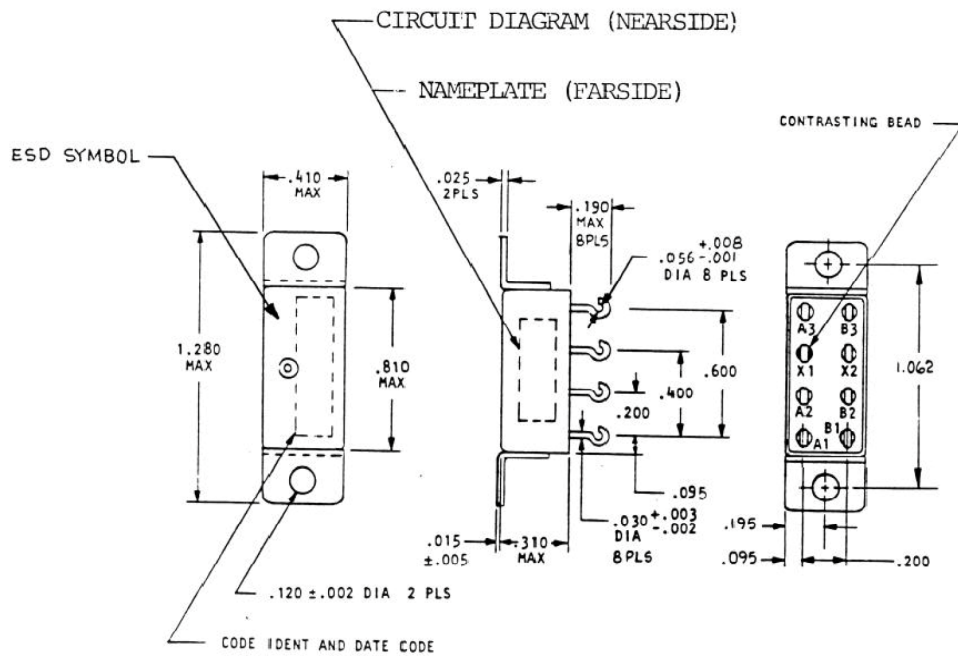 CIRCUIT DIAGRAM (NEARSIDE)
NAMEPLATE (FARSIDE)
CONTRASTING BEAD
ESD SYMBOL
.410
MAX
.025
2PLS
.190
MAX
8PLS
+.008
.056-.001
DIA 8 PLS
1.280
MAX
.810
MAX
.600
.400
.200
.095
A3 B3
X1 X2
A2 B2
B1
A1
1.062
.030 +.003
-.002
DIA
8PLS
.015
±.005
.310
MAX
.195
.095
.200
.120 ±.002 DIA 2 PLS
CODE IDENT AND DATE CODE